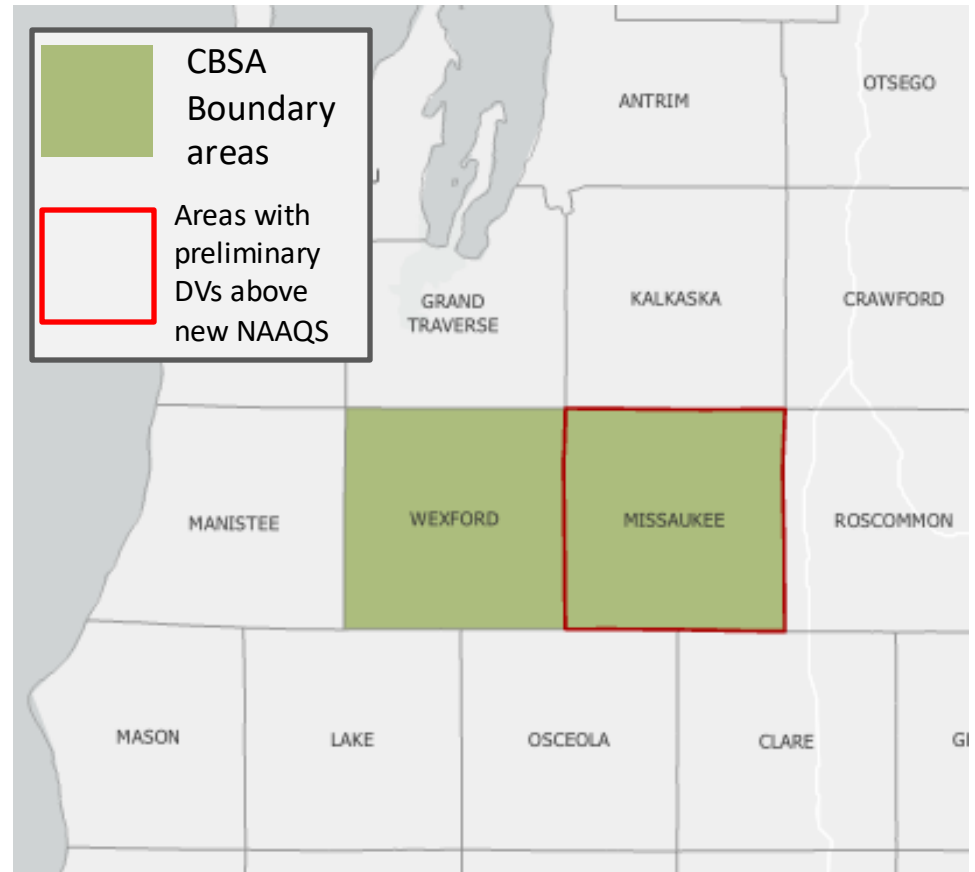 CBSA
Boundary
areas
Areas with
preliminary
DVs above
new NAAQS
ANTRIM
OTSEGO
GRAND
TRAVERSE
KALKASKA
CRAWFORD
MANISTEE
WEXFORD
MISSAUKEE
ROSCOMMON
MASON
LAKE
OSCEOLA
CLARE